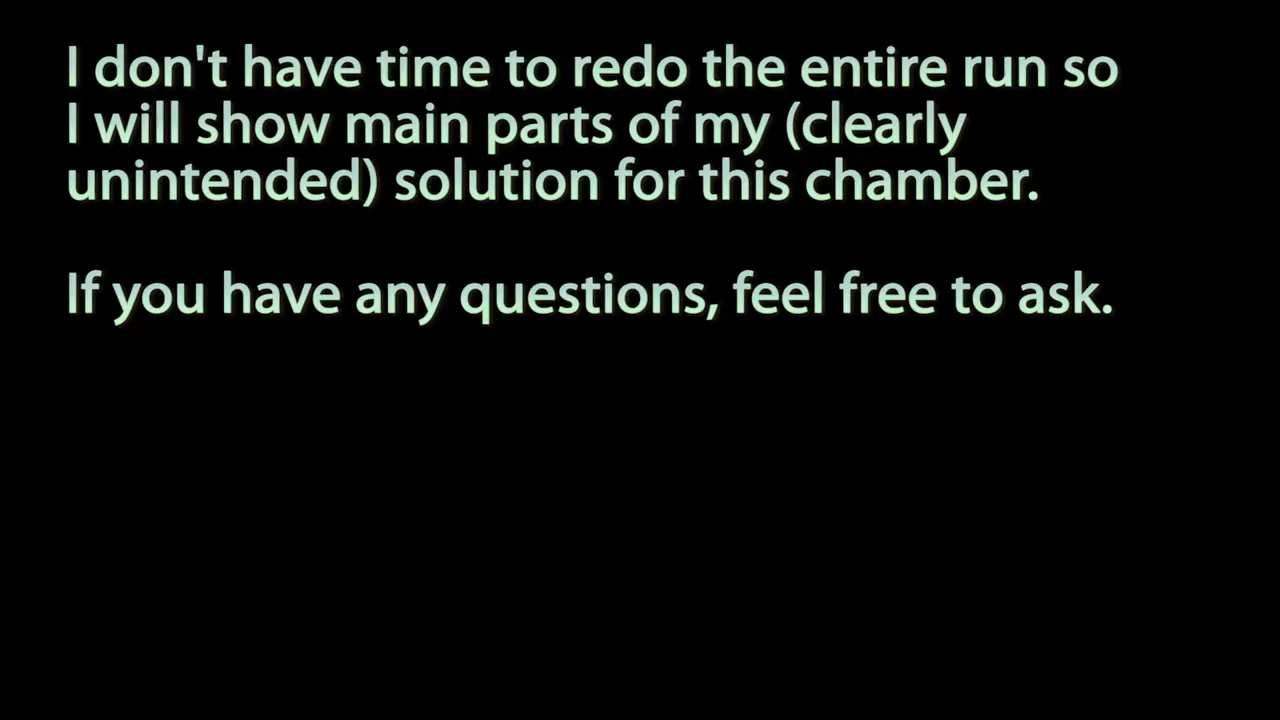 I don't have time to redo the entire run so
I will show main parts of my (clearly
unintended) solution for this chamber.
If you have any questions, feel free to ask.